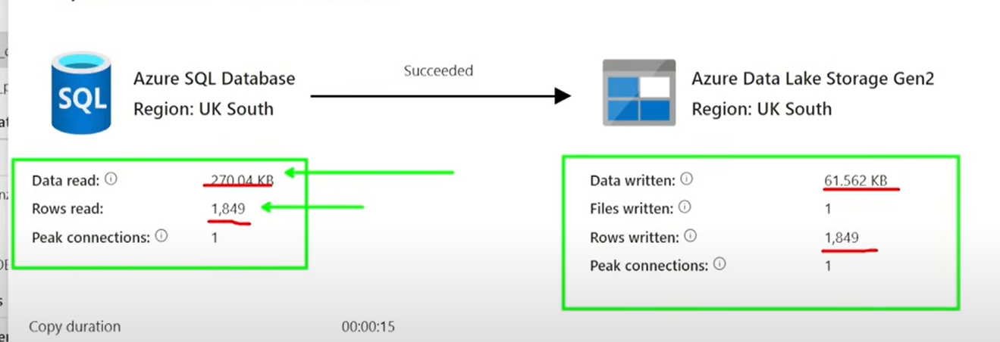 SQL
Azure SQL Database
Region: UK South
Succeeded
Azure Data Lake Storage Gen2
Region: UK South
Data read: 270.04 KB
Rows read: 1,849
Peak connections: 1
Data written: 61.562 KB
Files written: 1
Rows written: 1,849
Peak connections: 1
Copy duration 00:00:15